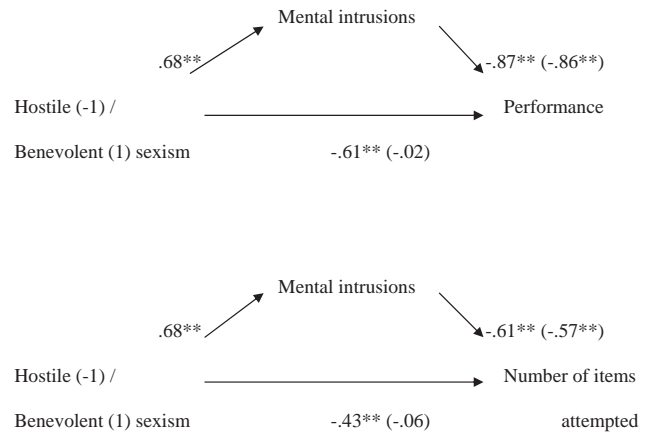 Mental intrusions
.68** -.87** (-.86**)
Hostile (-1) / Performance
Benevolent (1) sexism -.61** (-.02)
Mental intrusions
.68** -.61** (-.57**)
Hostile (-1) / Number of items
Benevolent (1) sexism -.43** (-.06) attempted